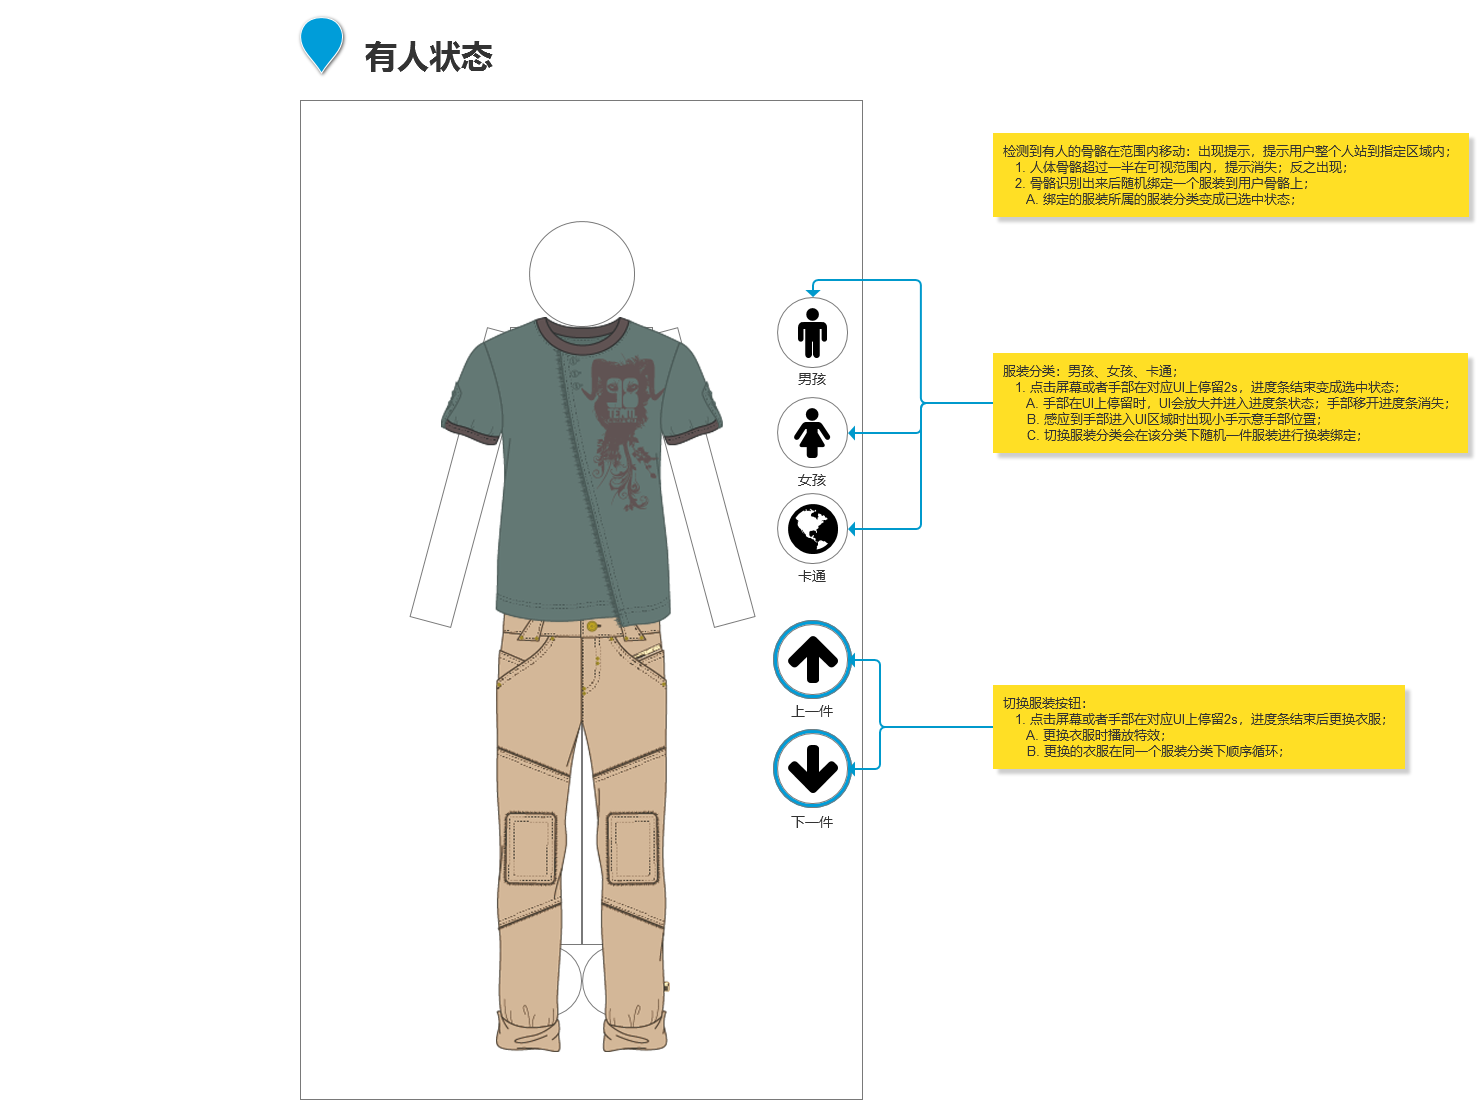 有人状态
检测到有人的骨骼在范围内移动：出现提示，提示用户整个人站到指定区域内；
1. 人体骨骼超过一半在可视范围内，提示消失；反之出现；
2. 骨骼识别出来后随机绑定一个服装到用户骨骼上；
A. 绑定的服装所属的服装分类变成已选中状态；
男孩
女孩
卡通
服装分类：男孩、女孩、卡通；
1. 点击屏幕或者手部在对应UI上停留2s，进度条结束变成选中状态；
A. 手部在UI上停留时，UI会放大并进入进度条状态；手部移开进度条消失；
B. 感应到手部进入UI区域时出现小手示意手部位置；
C. 切换服装分类会在该分类下随机一件服装进行换装绑定；
上一件
下一件
切换服装按钮：
1. 点击屏幕或者手部在对应UI上停留2s，进度条结束后更换衣服；
A. 更换衣服时播放特效；
B. 更换的衣服在同一个服装分类下顺序循环；